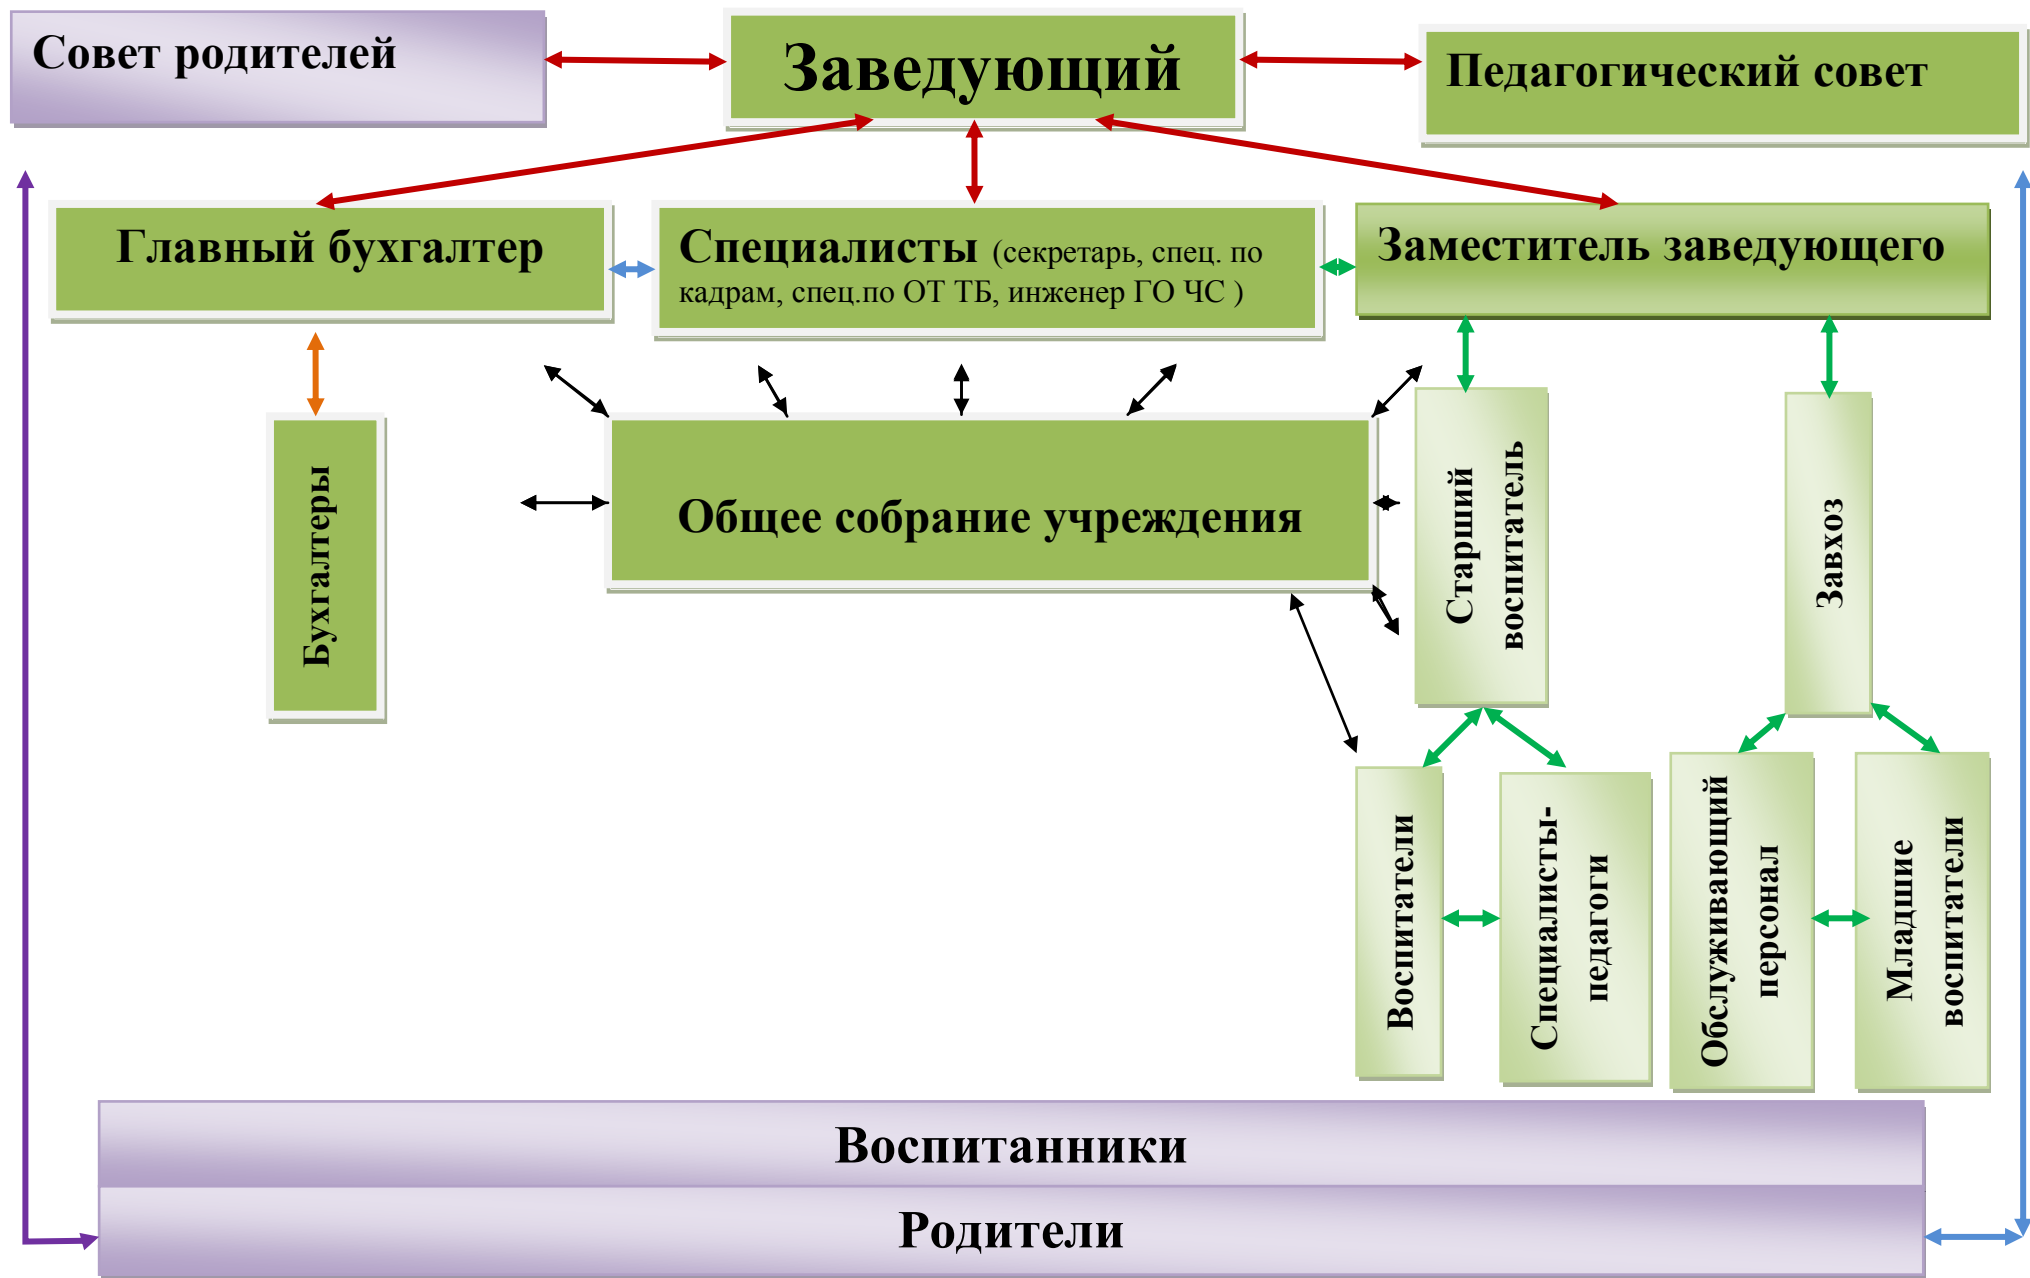 Совет родителей
Заведующий
Педагогический совет
Главный бухгалтер
Специалисты (секретарь, спец. по
кадрам, спец.по ОТ ТБ, инженер ГО ЧС )
Заместитель заведующего
Бухгалтеры
Общее собрание учреждения
Старший
воспитатель
Завхоз
Воспитатели
Специалисты-
педагоги
Обслуживающий
персонал
Младшие
воспитатели
Воспитанники
Родители